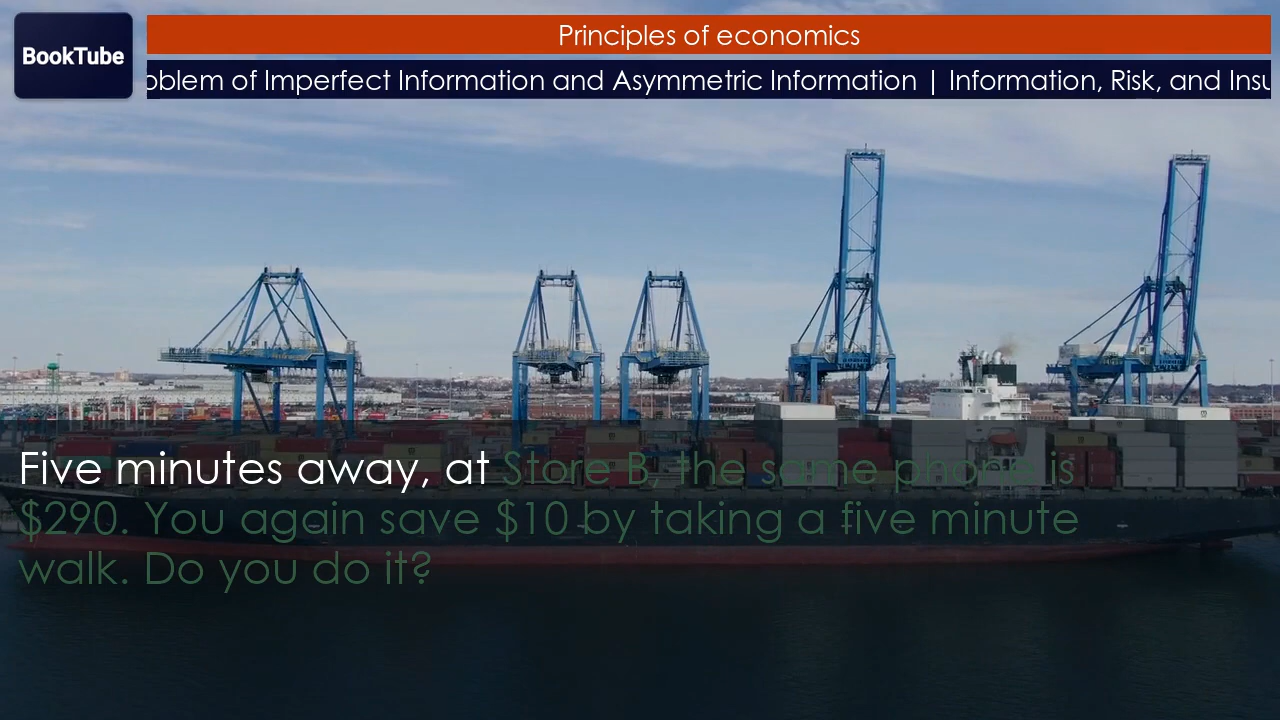 BookTube
Principles of economics
oblem of Imperfect Information and Asymmetric Information | Information, Risk, and Insu
Five minutes away, at Store B, the same phone is
$290. You again save $10 by taking a five minute
walk. Do you do it?